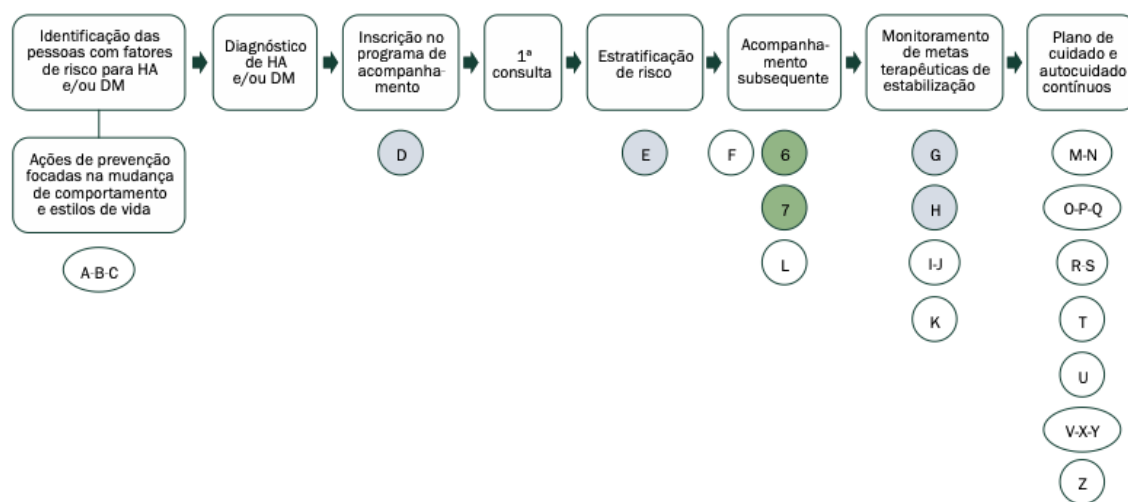 Identificação das
pessoas com fatores
de risco para HA
e/ou DM
Diagnóstico
de HA
e/ou DM
Inscrição no
programa de
acompanha-
mento
1ª
consulta
Estratificação
de risco
Acompanha-
mento
subsequente
Monitoramento
de metas
terapêuticas de
estabilização
Plano de
cuidado e
autocuidado
contínuos
Ações de prevenção
focadas na mudança
de comportamento
e estilos de vida
A-B-C
D
E
F
6
7
L
G
H
I-J
K
M-N
O-P-Q
R-S
T
U
V-X-Y
Z